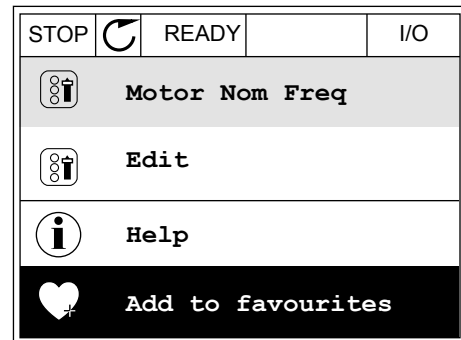 STOP READY I/O
Motor Nom Freq
Edit
Help
Add to favourites